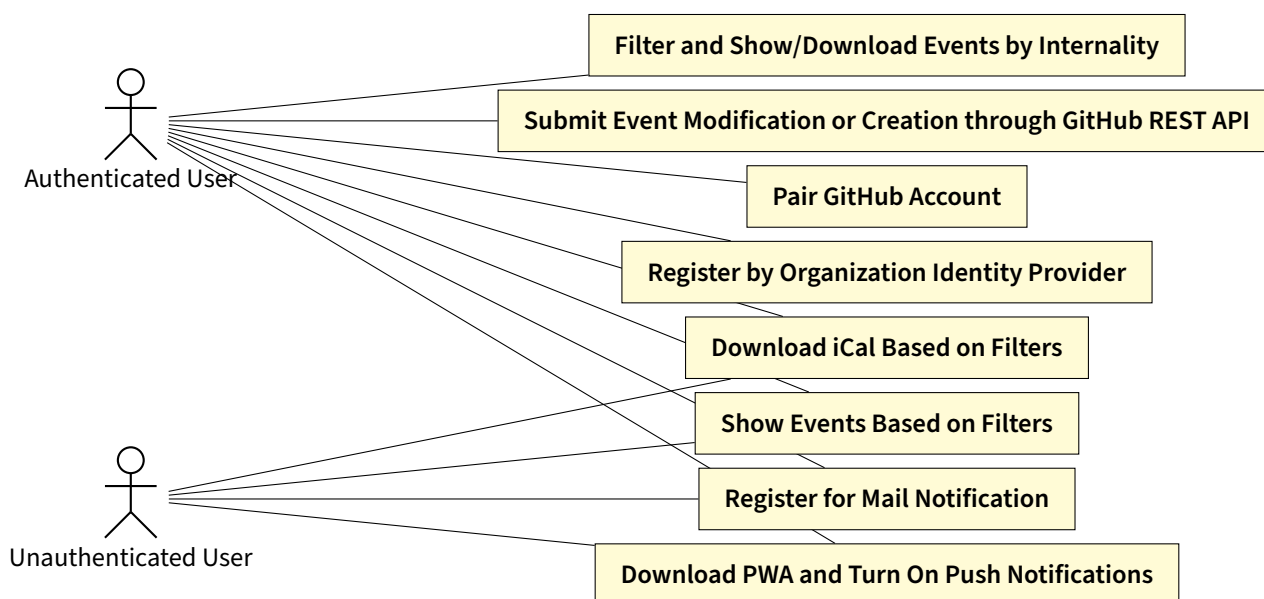 Filter and Show/Download Events by Internality
Submit Event Modification or Creation through GitHub REST API
Authenticated User
Pair GitHub Account
Register by Organization Identity Provider
Download iCal Based on Filters
Show Events Based on Filters
Register for Mail Notification
Unauthenticated User
Download PWA and Turn On Push Notifications